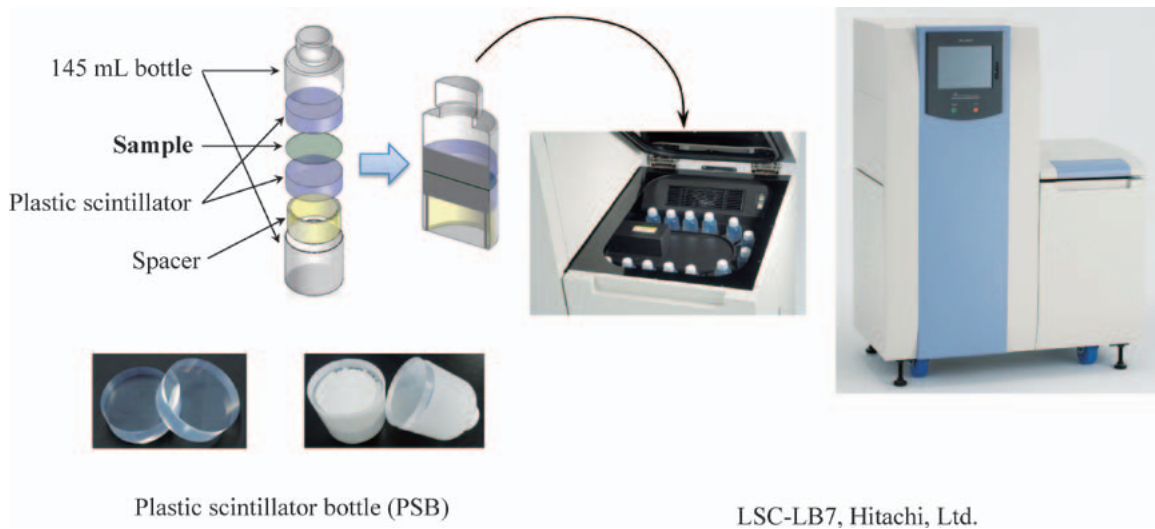 145 mL bottle
Sample
Plastic scintillator
Spacer
Plastic scintillator bottle (PSB)
LSC-LB7, Hitachi, Ltd.